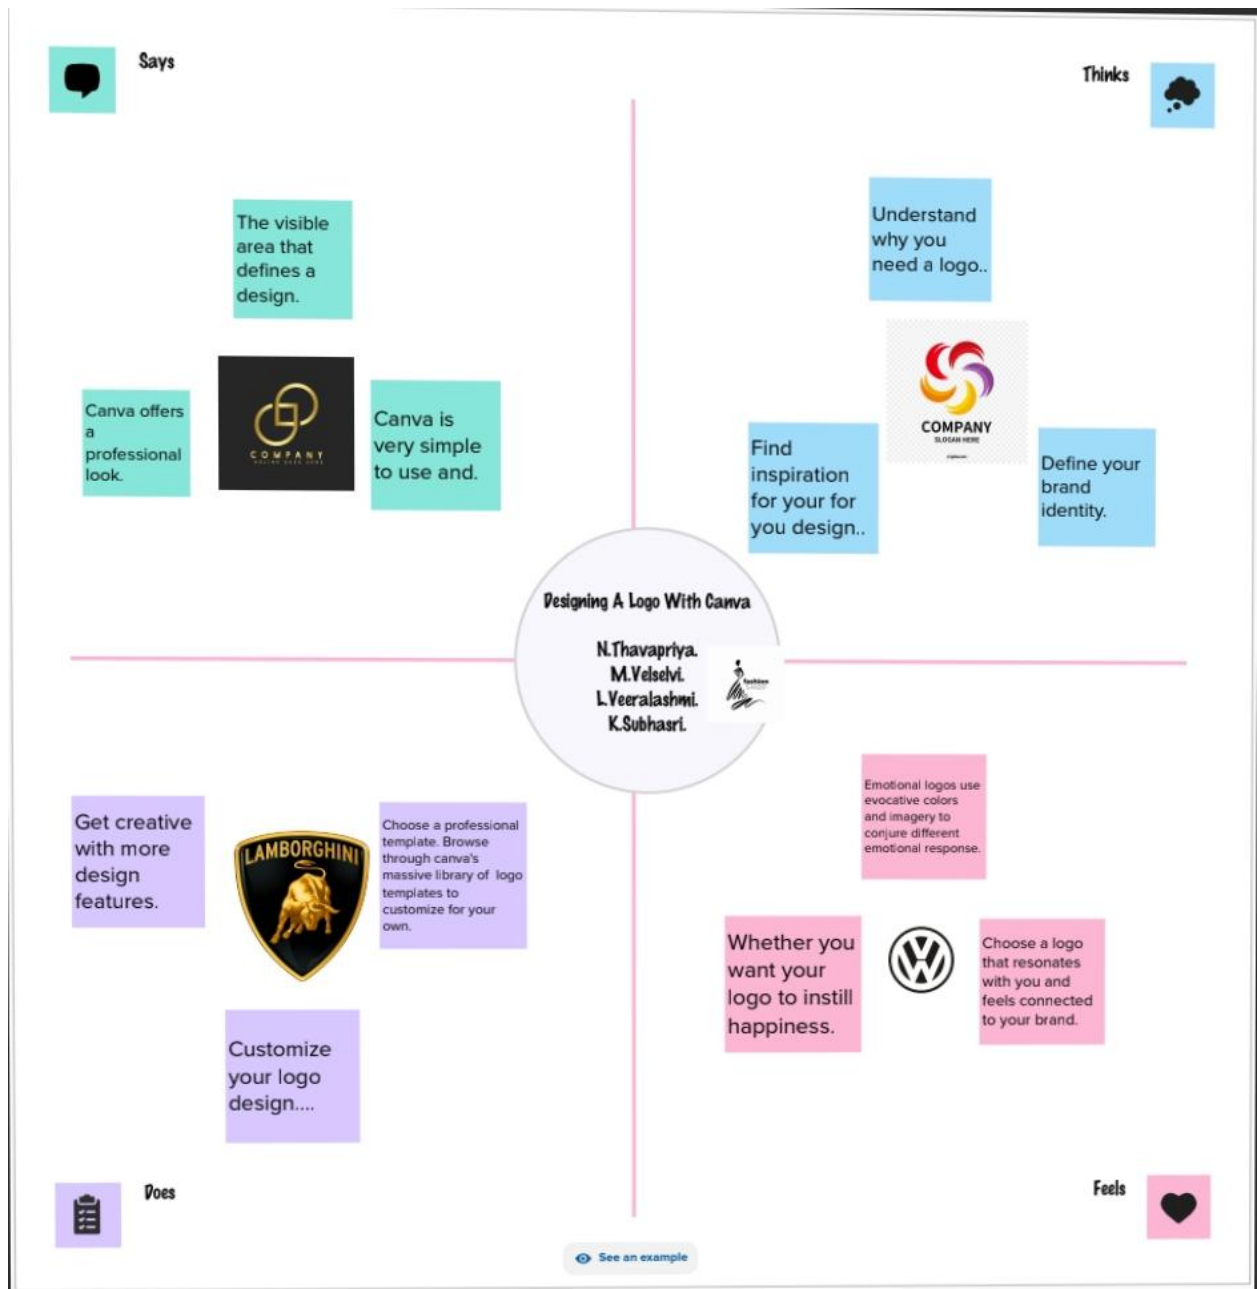 Says
Thinks
The visible
area that
defines a
design.
Canva offers
a
professional
look.
COMPANY
Canva is
very simple
to use and.
Understand
why you
need a logo..
COMPANY
SLOGAN HERE
Find
inspiration
for your for
you design..
Define your
brand
identity.
Designing A Logo With Canva
N.Thavapriya.
M.Velselvi.
L.Veeralashmi.
K.Subhasri.
fashion
Get creative
with more
design
features.
LAMBORGHINI
Choose a professional
template. Browse
through canva's
massive library of logo
templates to
customize for your
own.
Customize
your logo
design....
Emotional logos use
evocative colors
and imagery to
conjure different
emotional response.
Whether you
want your
logo to instill
happiness.
VW
Choose a logo
that resonates
with you and
feels connected
to your brand.
Does
Feels
See an example